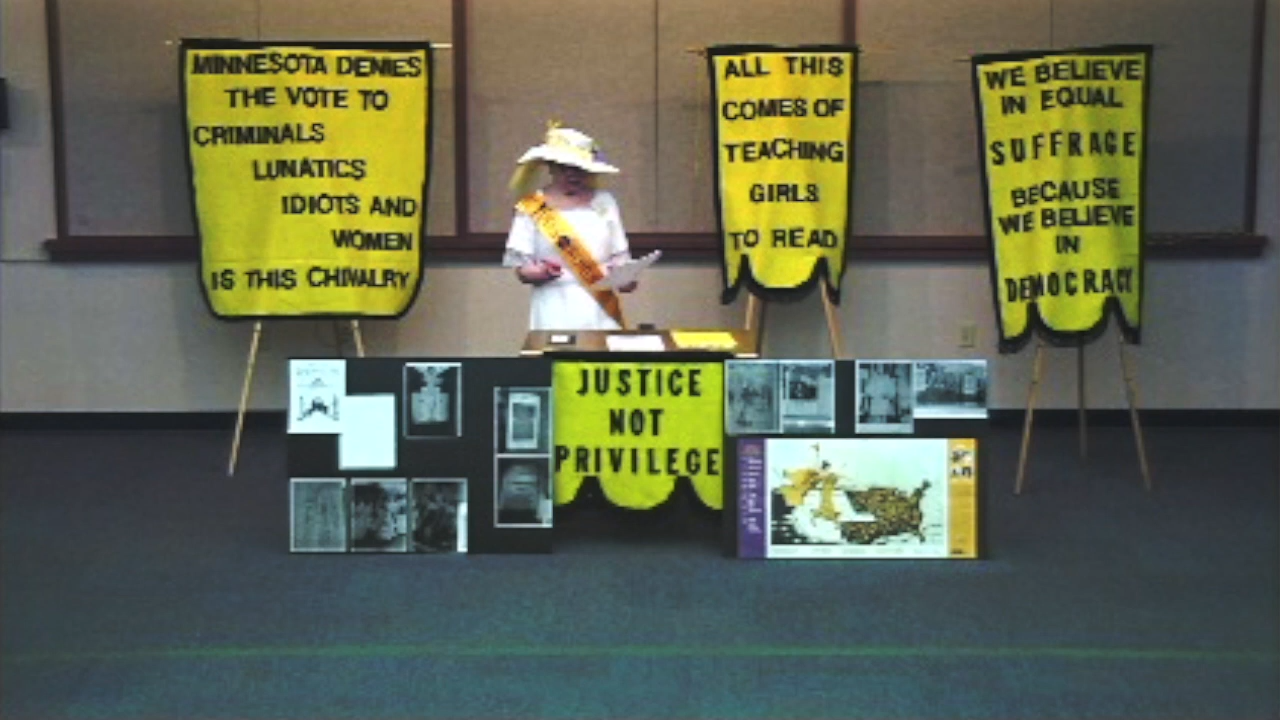 MINNESOTA DENIES
THE VOTE TO
CRIMINALS
LUNATICS
IDIOTS AND
WOMEN
IS THIS CHIVALRY
ALL THIS
COMES OF
TEACHING
GIRLS
TO READ
WE BELIEVE
IN EQUAL
SUFFRAGE
BECAUSE
WE BELIEVE
IN
DEMOCRACY
JUSTICE
NOT
PRIVILEGE